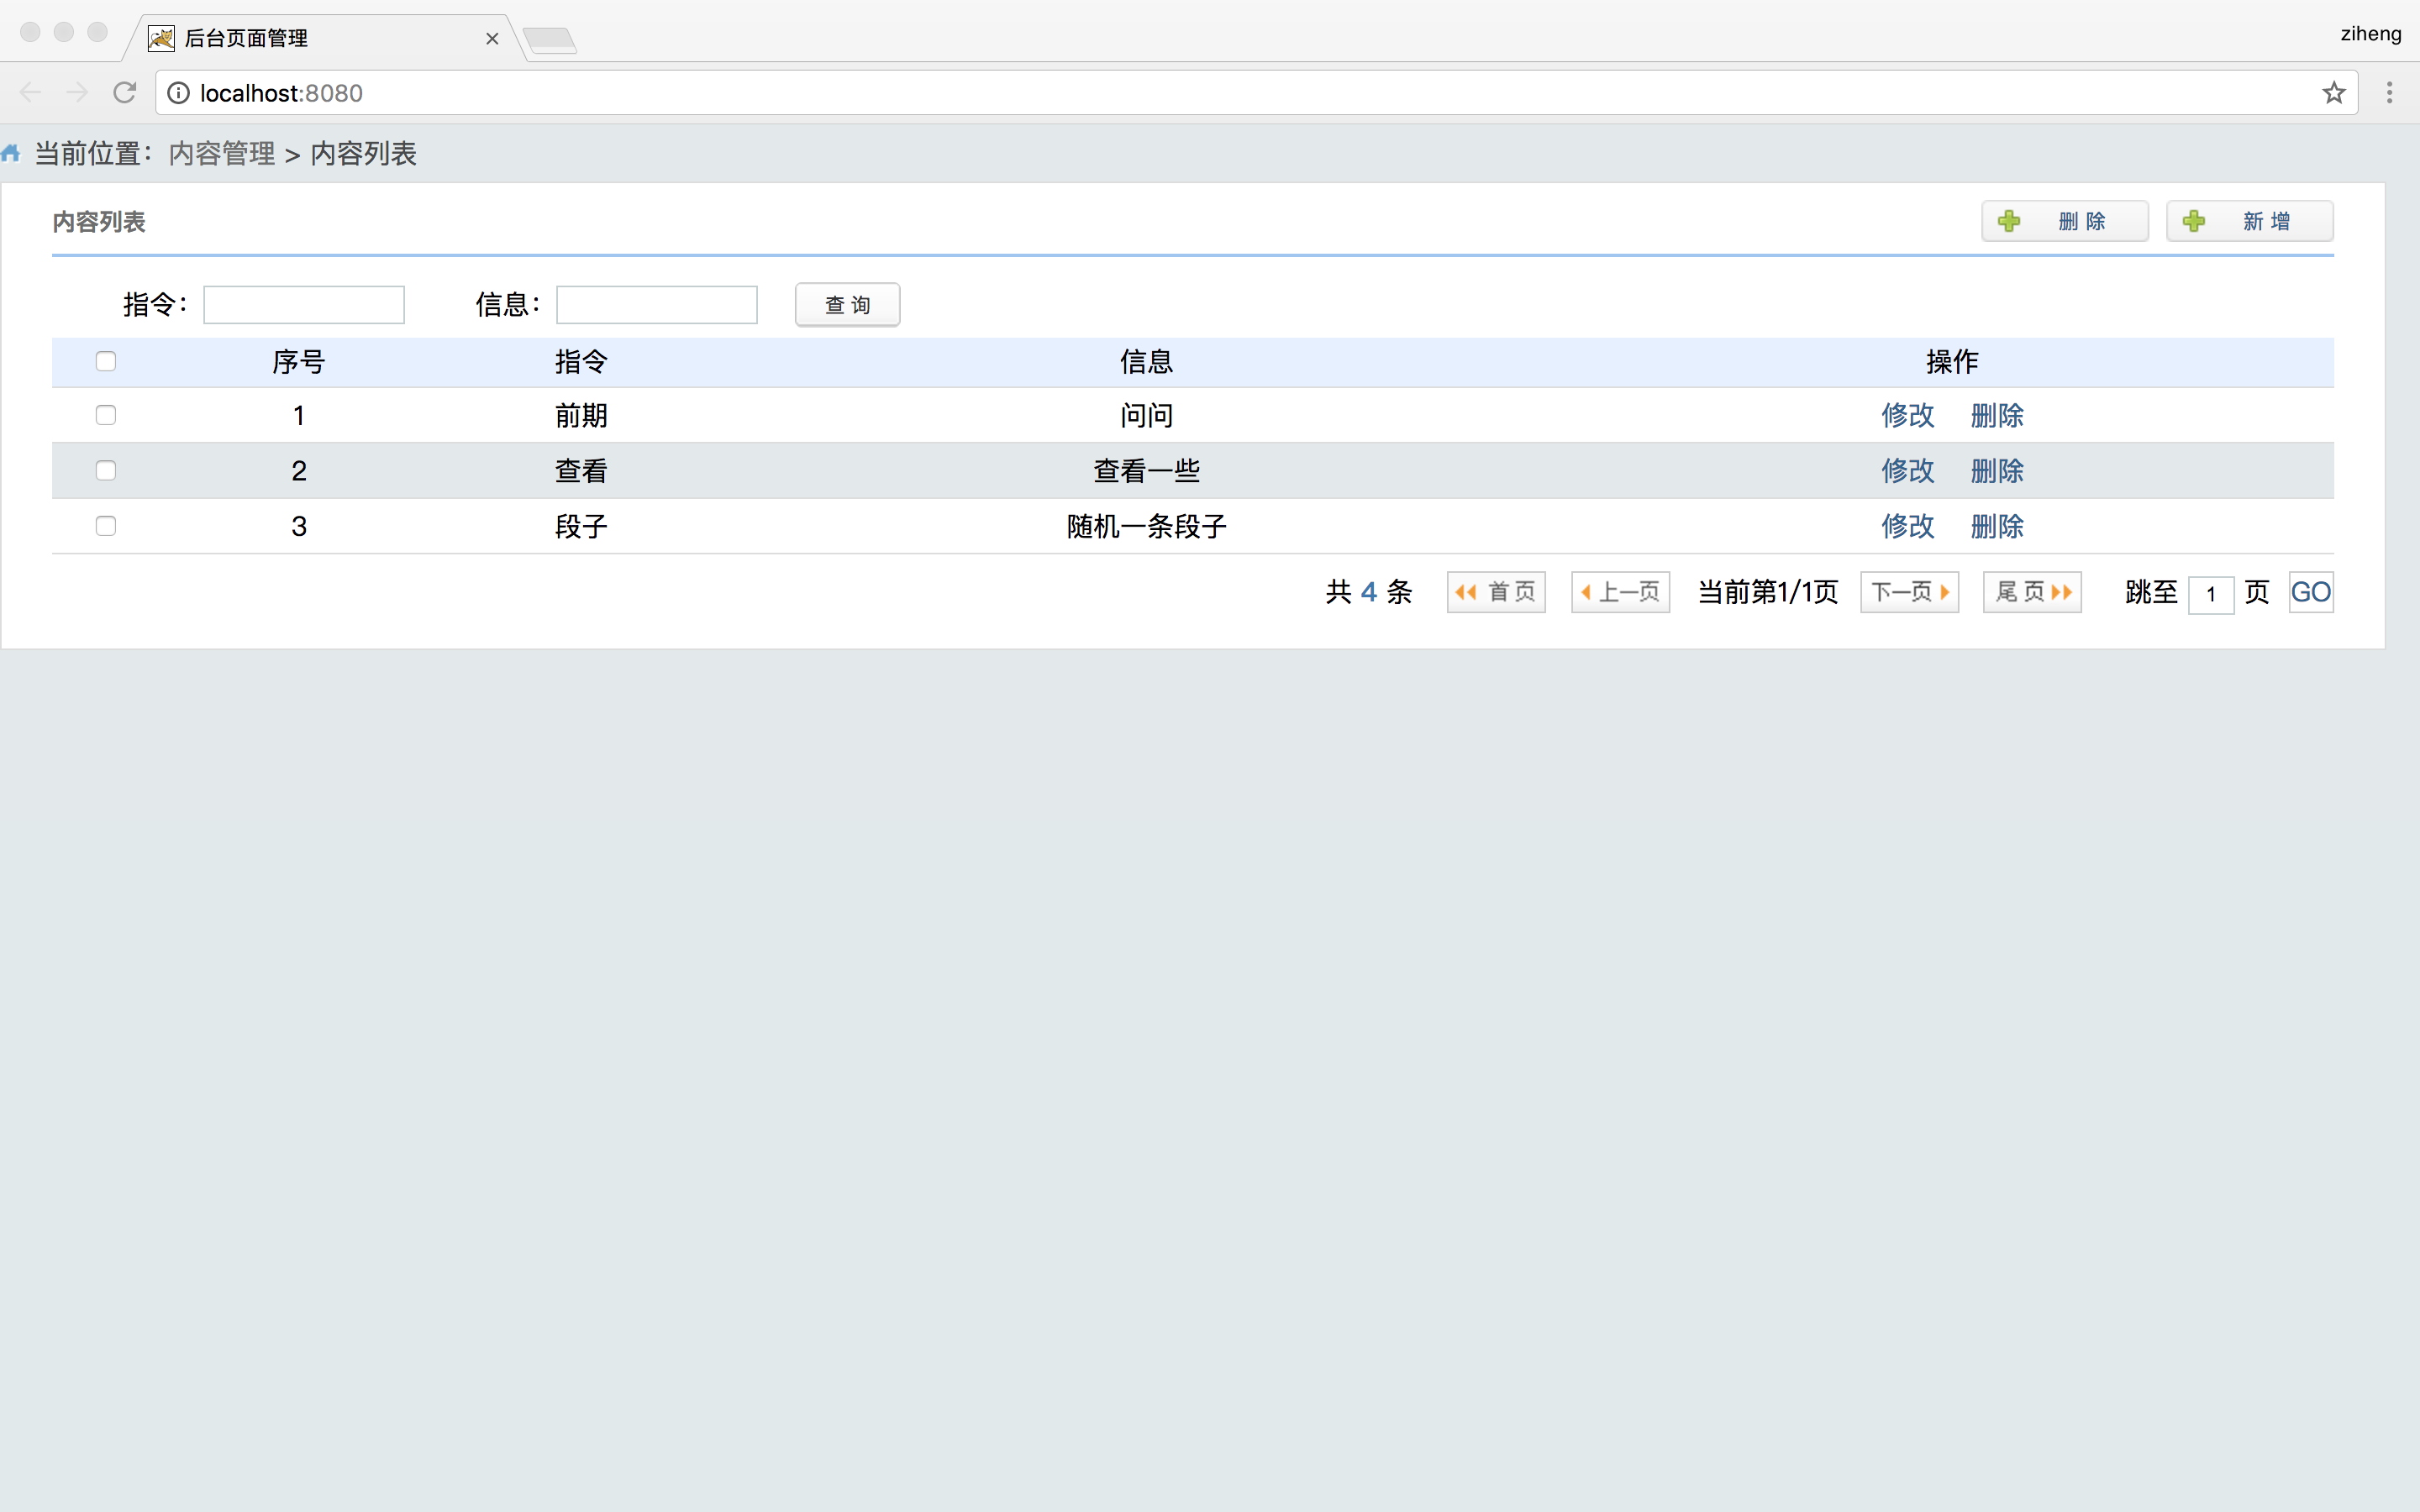 后台页面管理
ziheng
localhost:8080
当前位置：内容管理 > 内容列表
内容列表 删 除 新 增
指令： 信息： 查 询
序号 指令 信息 操作
1 前期 问问 修改 删除
2 查看 查看一些 修改 删除
3 段子 随机一条段子 修改 删除
共 4 条 首 页 上一页 当前第1/1页 下一页 尾 页 跳至 1 页 GO